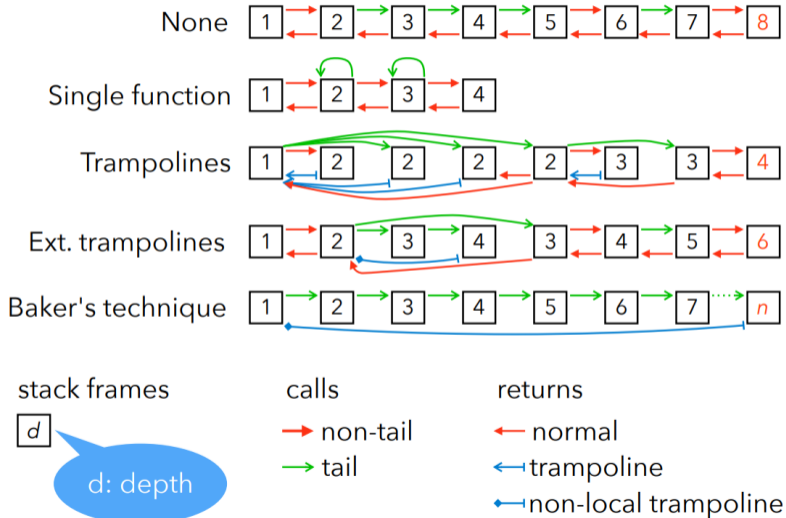 None 1 2 3 4 5 6 7 8
Single function 1 2 3 4
Trampolines 1 2 2 2 2 3 3 4
Ext. trampolines 1 2 3 4 3 4 5 6
Baker's technique 1 2 3 4 5 6 7 n
stack frames calls returns
d non-tail normal
tail trampoline
d: depth non-local trampoline